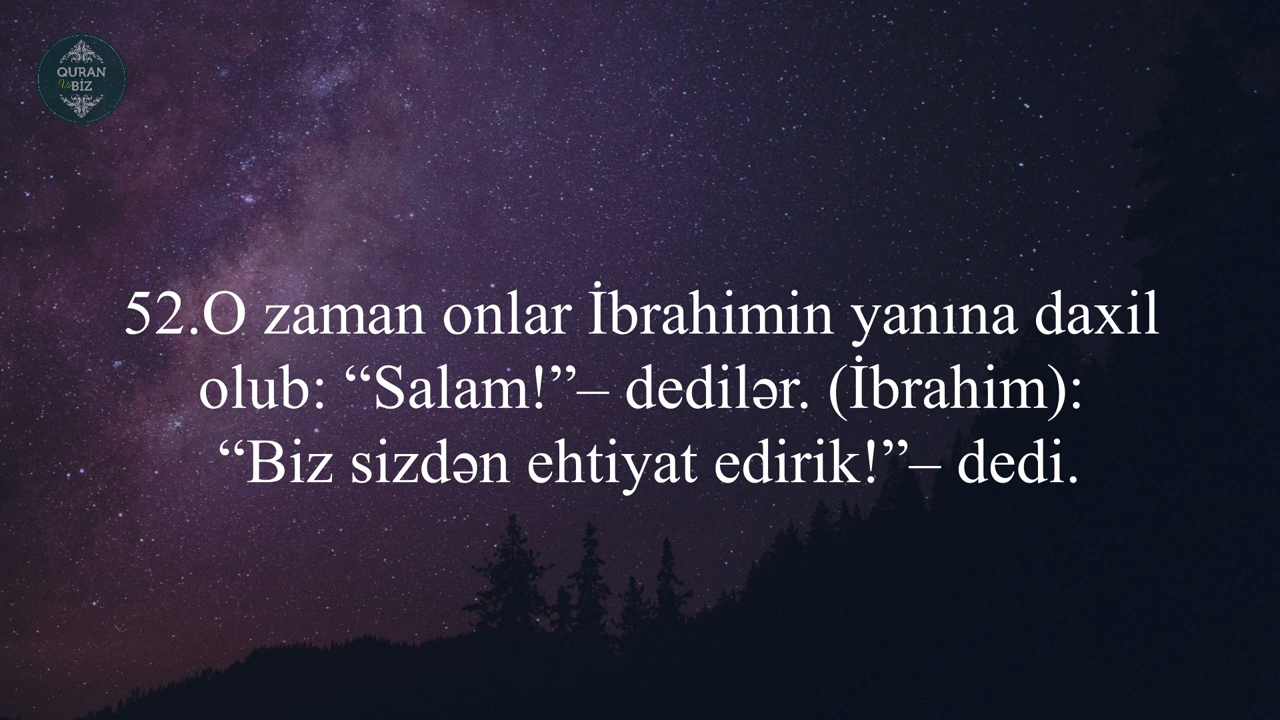 QURAN
Və BİZ
52.O zaman onlar İbrahimin yanına daxil
olub: “Salam!”– dedilər. (İbrahim):
“Biz sizdən ehtiyat edirik!”– dedi.